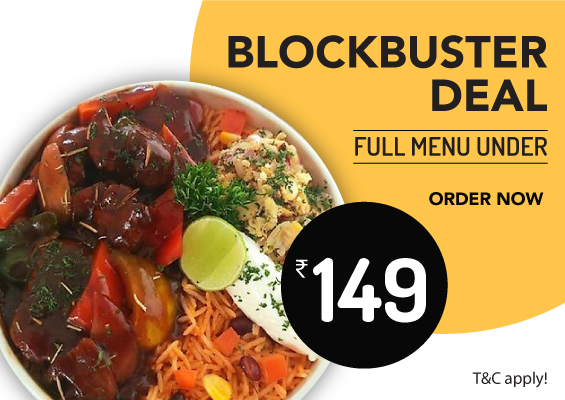 BLOCKBUSTER
DEAL
FULL MENU UNDER
ORDER NOW
₹149
T&C apply!